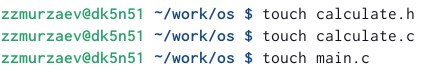 zzmurzaev@dk5n51 ~/work/os $ touch calculate.h
zzmurzaev@dk5n51 ~/work/os $ touch calculate.c
zzmurzaev@dk5n51 ~/work/os $ touch main.c